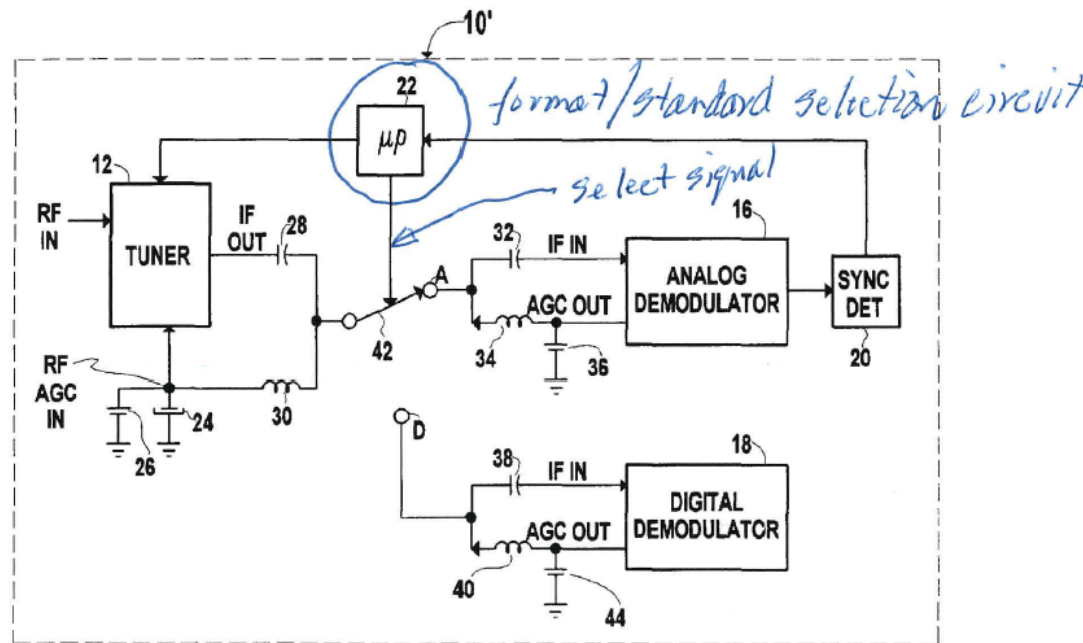 10'
format/standard selection circuit
22
μp
select signal
12
RF IN
TUNER
IF OUT
28
32
IF IN
16
ANALOG DEMODULATOR
A
AGC OUT
SYNC DET
42
34
36
20
RF AGC IN
30
24
26
D
38
IF IN
18
DIGITAL DEMODULATOR
AGC OUT
40
44